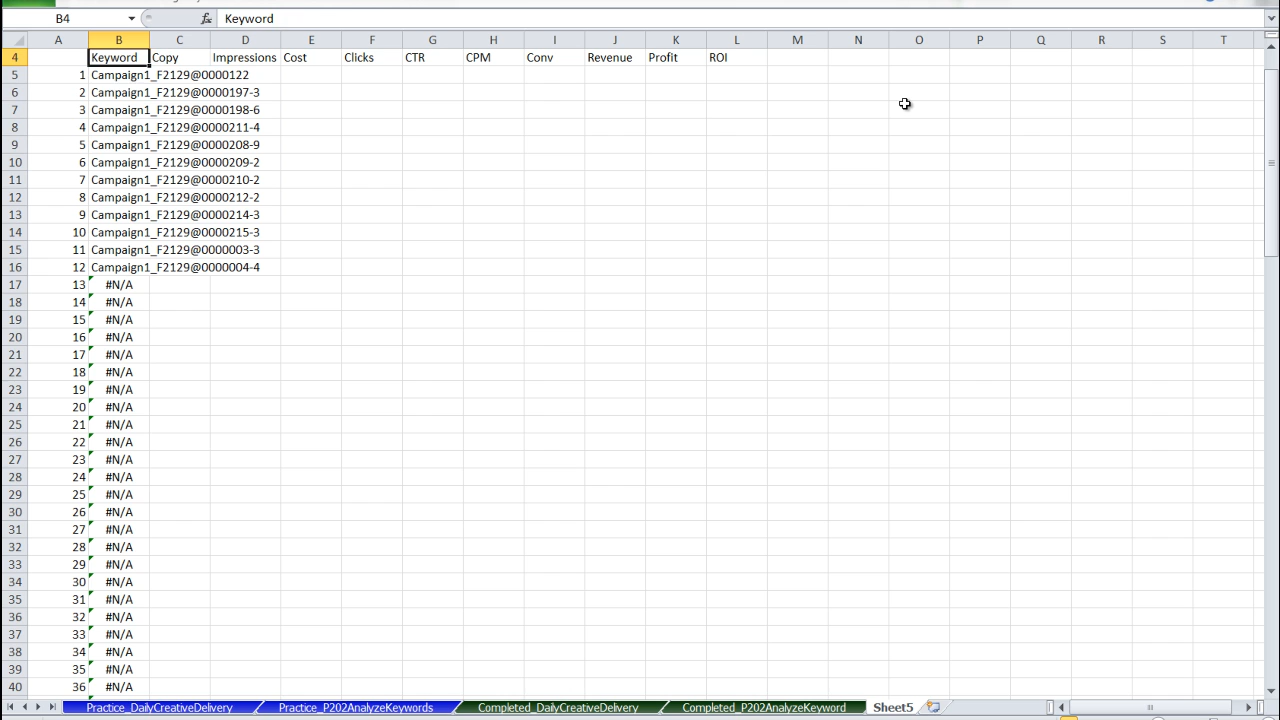 B4 fx Keyword
A B C D E F G H I J K L M N O P Q R S T
4 Keyword Copy Impressions Cost Clicks CTR CPM Conv Revenue Profit ROI
5 1 Campaign1_F2129@0000122
6 2 Campaign1_F2129@0000197-3
7 3 Campaign1_F2129@0000198-6
8 4 Campaign1_F2129@0000211-4
9 5 Campaign1_F2129@0000208-9
10 6 Campaign1_F2129@0000209-2
11 7 Campaign1_F2129@0000210-2
12 8 Campaign1_F2129@0000212-2
13 9 Campaign1_F2129@0000214-3
14 10 Campaign1_F2129@0000215-3
15 11 Campaign1_F2129@0000003-3
16 12 Campaign1_F2129@0000004-4
17 13 #N/A
18 14 #N/A
19 15 #N/A
20 16 #N/A
21 17 #N/A
22 18 #N/A
23 19 #N/A
24 20 #N/A
25 21 #N/A
26 22 #N/A
27 23 #N/A
28 24 #N/A
29 25 #N/A
30 26 #N/A
31 27 #N/A
32 28 #N/A
33 29 #N/A
34 30 #N/A
35 31 #N/A
36 32 #N/A
37 33 #N/A
38 34 #N/A
39 35 #N/A
40 36 #N/A
Practice_DailyCreativeDelivery Practice_P202AnalyzeKeywords Completed_DailyCreativeDelivery Completed_P202AnalyzeKeyword Sheet5